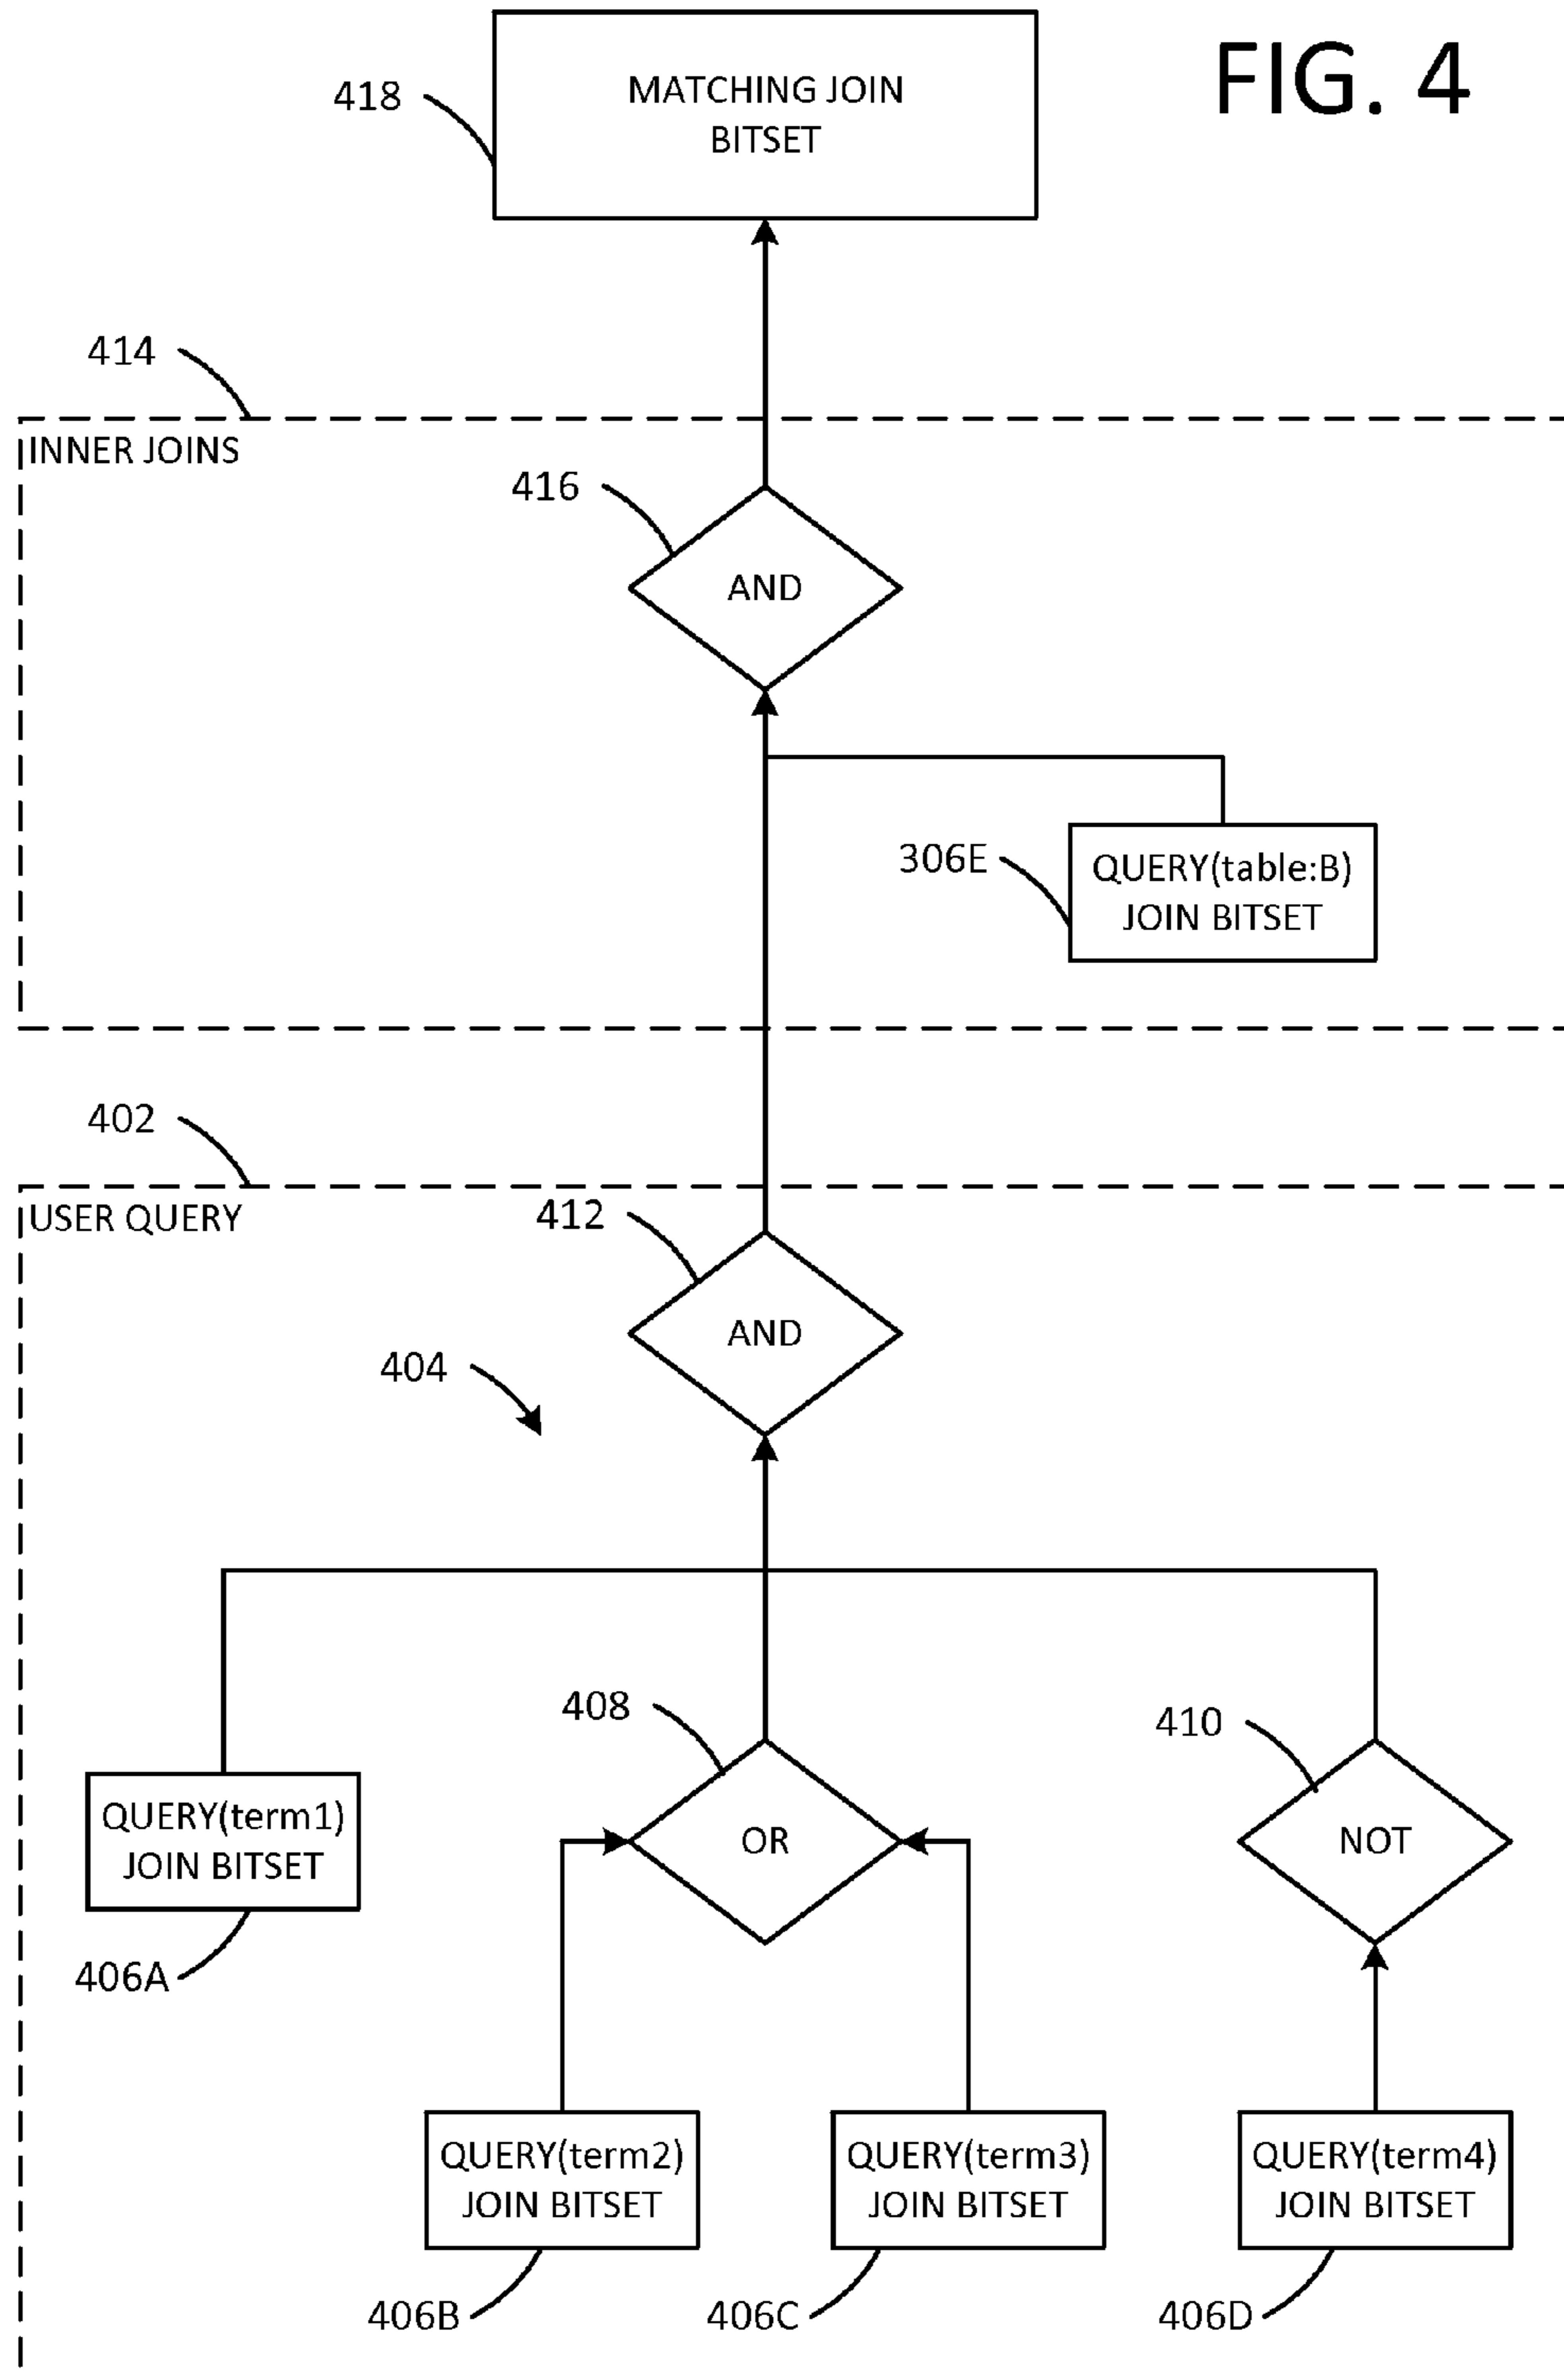 FIG. 4
418
MATCHING JOIN
BITSET
414
INNER JOINS
416
AND
306E
QUERY(table:B)
JOIN BITSET
402
USER QUERY
412
AND
404
408
410
QUERY(term1)
JOIN BITSET
OR
NOT
406A
QUERY(term2)
JOIN BITSET
QUERY(term3)
JOIN BITSET
QUERY(term4)
JOIN BITSET
406B
406C
406D